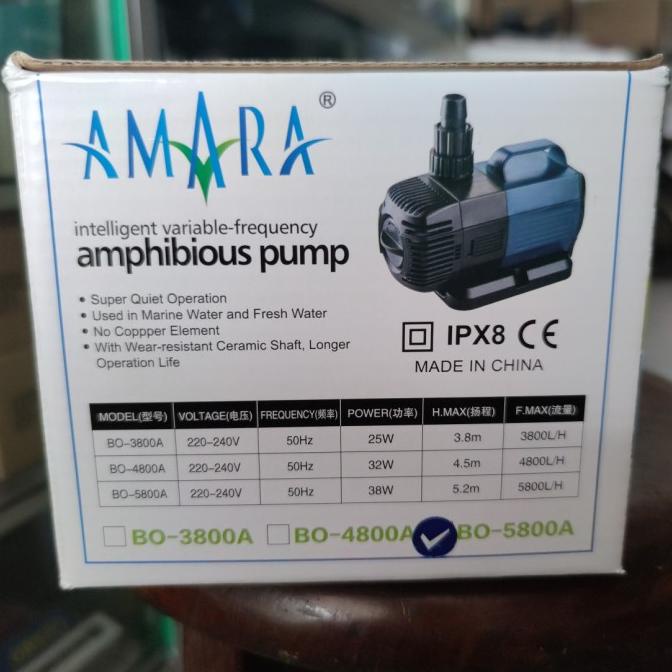 AMARA®
intelligent variable-frequency
amphibious pump
• Super Quiet Operation
• Used in Marine Water and Fresh Water
• No Coppper Element
• With Wear-resistant Ceramic Shaft, Longer
Operation Life
IPX8 CE
MADE IN CHINA
MODEL(型号) VOLTAGE(电压) FREQUENCY(频率) POWER(功率) H.MAX(扬程) F.MAX(流量)
BO-3800A 220-240V 50Hz 25W 3.8m 3800L/H
BO-4800A 220-240V 50Hz 32W 4.5m 4800L/H
BO-5800A 220-240V 50Hz 38W 5.2m 5800L/H
BO-3800A BO-4800A BO-5800A